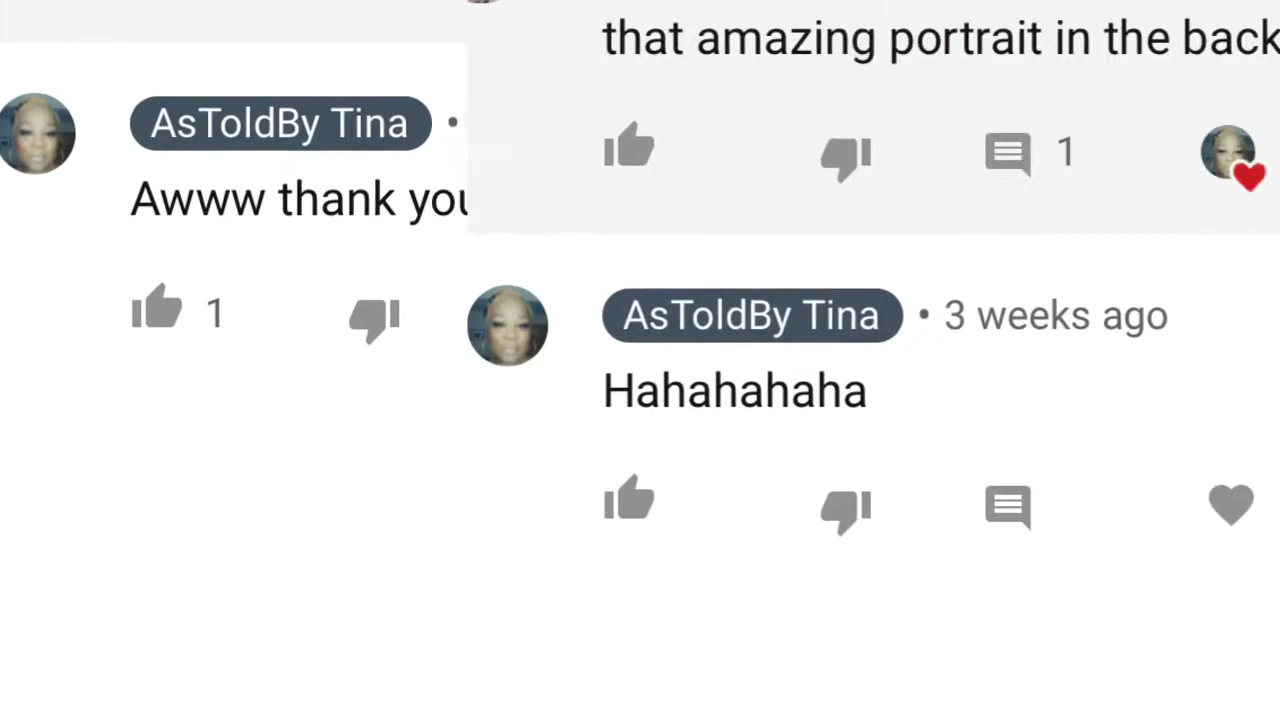 that amazing portrait in the back
1
AsToldBy Tina •
Awww thank you
1
AsToldBy Tina • 3 weeks ago
Hahahahaha